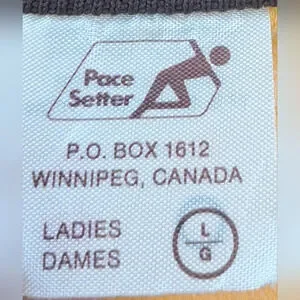 Pace
Setter
P.O. BOX 1612
WINNIPEG, CANADA
LADIES
DAMES
L
G